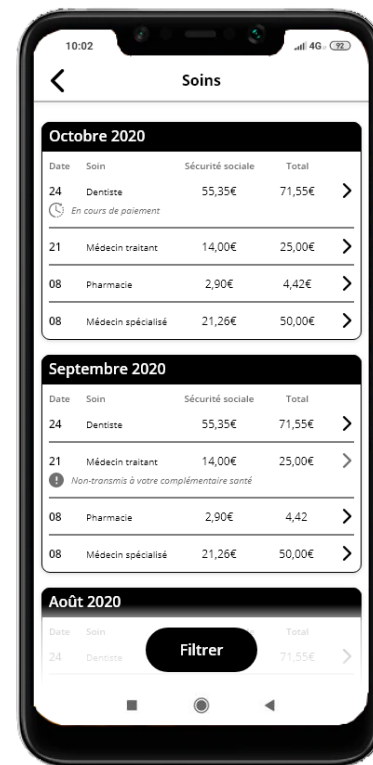 10:02 4G 92
Soins
Octobre 2020
Date Soin Sécurité sociale Total
24 Dentiste 55,35€ 71,55€
En cours de paiement
21 Médecin traitant 14,00€ 25,00€
08 Pharmacie 2,90€ 4,42€
08 Médecin spécialisé 21,26€ 50,00€
Septembre 2020
Date Soin Sécurité sociale Total
24 Dentiste 55,35€ 71,55€
21 Médecin traitant 14,00€ 25,00€
Non-transmis à votre complémentaire santé
08 Pharmacie 2,90€ 4,42
08 Médecin spécialisé 21,26€ 50,00€
Août 2020
Date Soin Total
24 Dentiste 71,55€
Filtrer